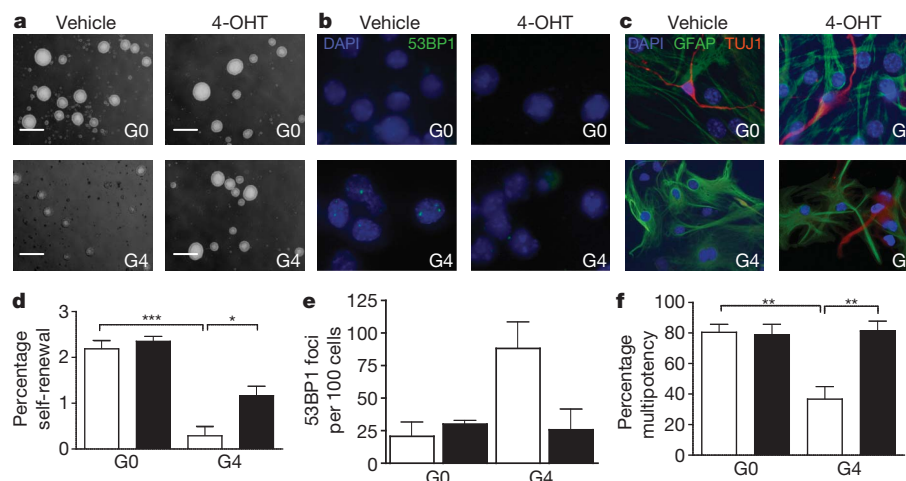 a Vehicle 4-OHT b Vehicle 4-OHT c Vehicle 4-OHT
DAPI 53BP1 DAPI GFAP TUJ1
G0 G0 G0 G0 G0 G
G4 G4 G4 G4 G4 G
d
Percentage
self-renewal
3
2
1
0
***
*
G0 G4
e
53BP1 foci
per 100 cells
125
100
75
50
25
0
G0 G4
f
Percentage
multipotency
100
80
60
40
20
0
**
**
G0 G4